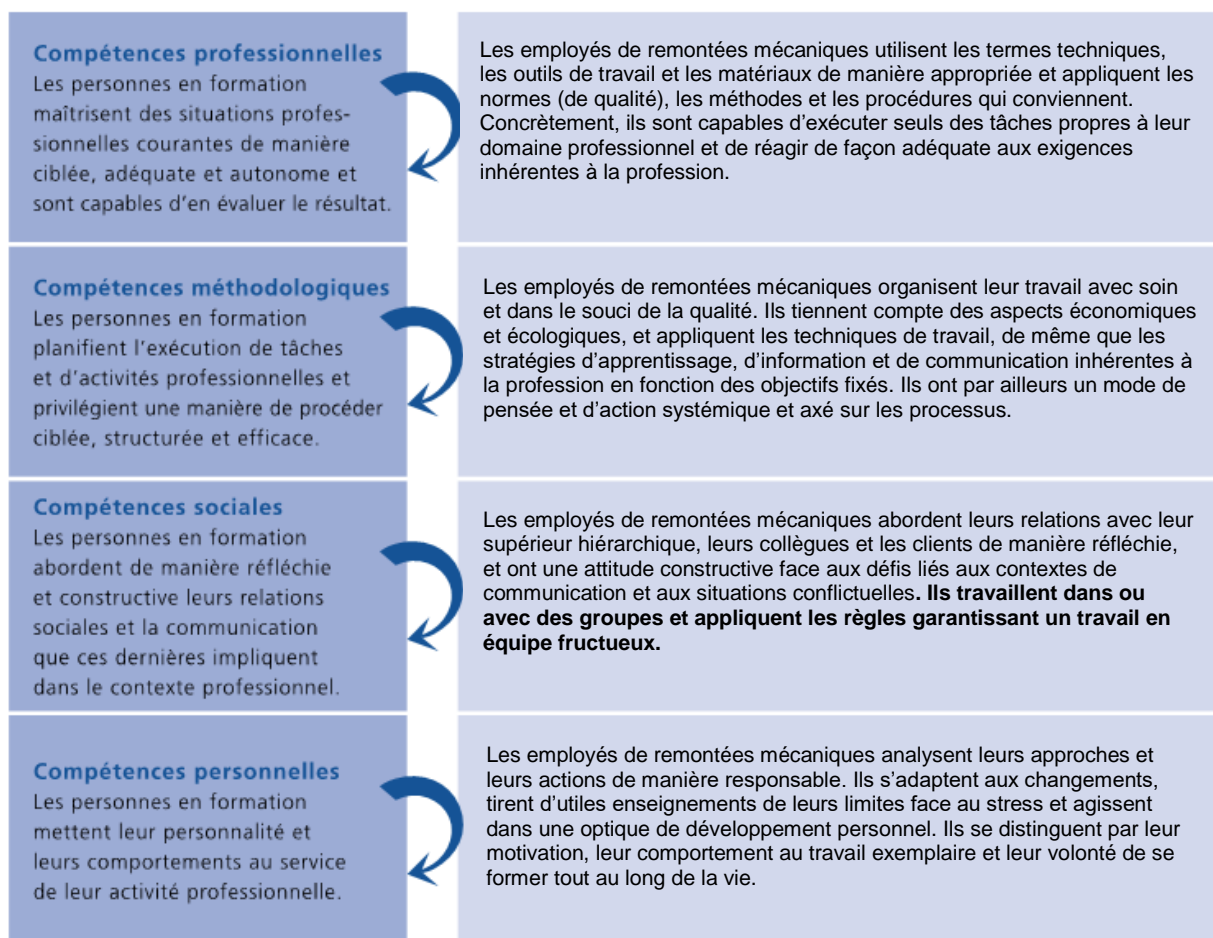 Compétences professionnelles
Les personnes en formation
maîtrisent des situations profes-
sionnelles courantes de manière
ciblée, adéquate et autonome et
sont capables d'en évaluer le résultat.
Les employés de remontées mécaniques utilisent les termes techniques,
les outils de travail et les matériaux de manière appropriée et appliquent les
normes (de qualité), les méthodes et les procédures qui conviennent.
Concrètement, ils sont capables d'exécuter seuls des tâches propres à leur
domaine professionnel et de réagir de façon adéquate aux exigences
inhérentes à la profession.
Compétences méthodologiques
Les personnes en formation
planifient l'exécution de tâches
et d'activités professionnelles et
privilégient une manière de procéder
ciblée, structurée et efficace.
Les employés de remontées mécaniques organisent leur travail avec soin
et dans le souci de la qualité. Ils tiennent compte des aspects économiques
et écologiques, et appliquent les techniques de travail, de même que les
stratégies d'apprentissage, d'information et de communication inhérentes à
la profession en fonction des objectifs fixés. Ils ont par ailleurs un mode de
pensée et d'action systémique et axé sur les processus.
Compétences sociales
Les personnes en formation
abordent de manière réfléchie
et constructive leurs relations
sociales et la communication
que ces dernières impliquent
dans le contexte professionnel.
Les employés de remontées mécaniques abordent leurs relations avec leur
supérieur hiérarchique, leurs collègues et les clients de manière réfléchie,
et ont une attitude constructive face aux défis liés aux contextes de
communication et aux situations conflictuelles. Ils travaillent dans ou
avec des groupes et appliquent les règles garantissant un travail en
équipe fructueux.
Compétences personnelles
Les personnes en formation
mettent leur personnalité et
leurs comportements au service
de leur activité professionnelle.
Les employés de remontées mécaniques analysent leurs approches et
leurs actions de manière responsable. Ils s'adaptent aux changements,
tirent d'utiles enseignements de leurs limites face au stress et agissent
dans une optique de développement personnel. Ils se distinguent par leur
motivation, leur comportement au travail exemplaire et leur volonté de se
former tout au long de la vie.